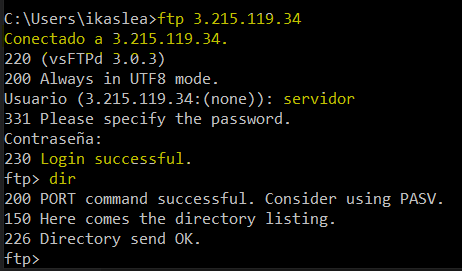 C:\Users\ikaslea>ftp 3.215.119.34
Conectado a 3.215.119.34.
220 (vsFTPd 3.0.3)
200 Always in UTF8 mode.
Usuario (3.215.119.34:(none)): servidor
331 Please specify the password.
Contraseña:
230 Login successful.
ftp> dir
200 PORT command successful. Consider using PASV.
150 Here comes the directory listing.
226 Directory send OK.
ftp>